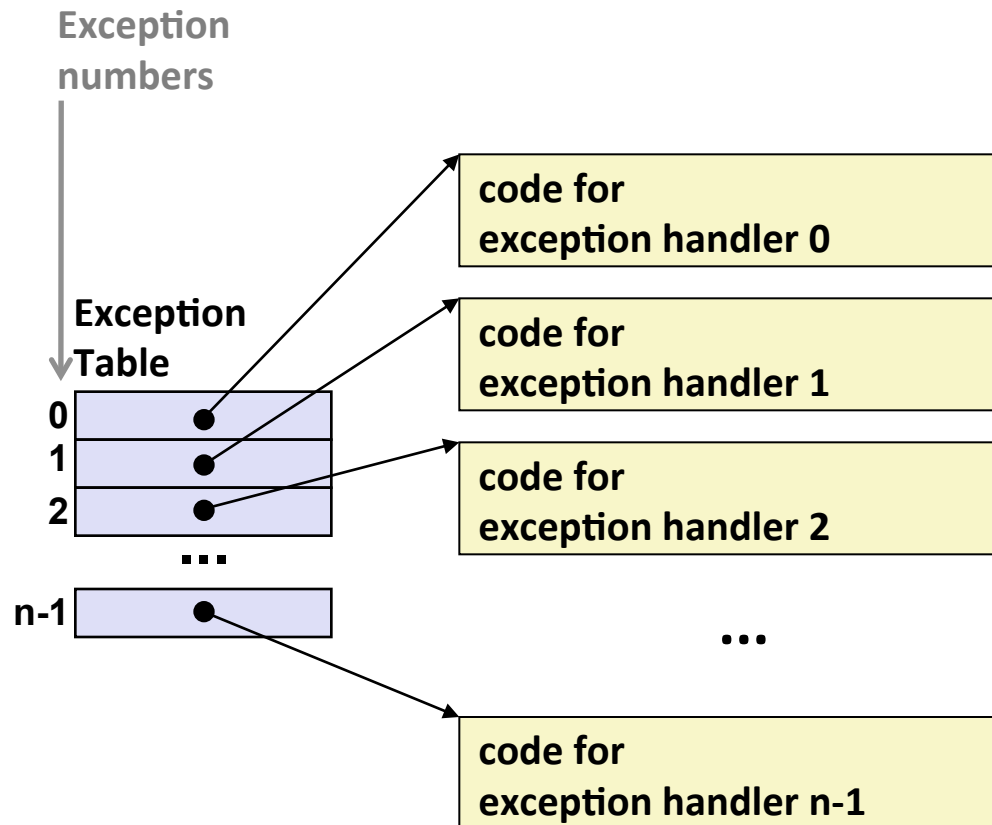 Exception
numbers
code for
exception handler 0
Exception
Table
code for
exception handler 1
0
1
2
...
n-1
code for
exception handler 2
...
code for
exception handler n-1